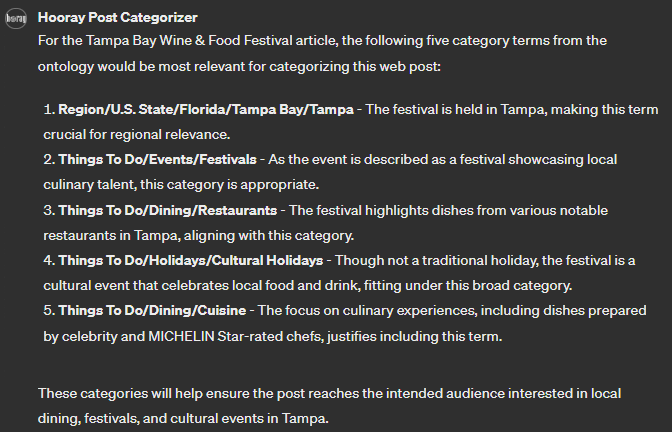 hooray Hooray Post Categorizer
For the Tampa Bay Wine & Food Festival article, the following five category terms from the
ontology would be most relevant for categorizing this web post:
1. Region/U.S. State/Florida/Tampa Bay/Tampa - The festival is held in Tampa, making this term
crucial for regional relevance.
2. Things To Do/Events/Festivals - As the event is described as a festival showcasing local
culinary talent, this category is appropriate.
3. Things To Do/Dining/Restaurants - The festival highlights dishes from various notable
restaurants in Tampa, aligning with this category.
4. Things To Do/Holidays/Cultural Holidays - Though not a traditional holiday, the festival is a
cultural event that celebrates local food and drink, fitting under this broad category.
5. Things To Do/Dining/Cuisine - The focus on culinary experiences, including dishes prepared
by celebrity and MICHELIN Star-rated chefs, justifies including this term.
These categories will help ensure the post reaches the intended audience interested in local
dining, festivals, and cultural events in Tampa.